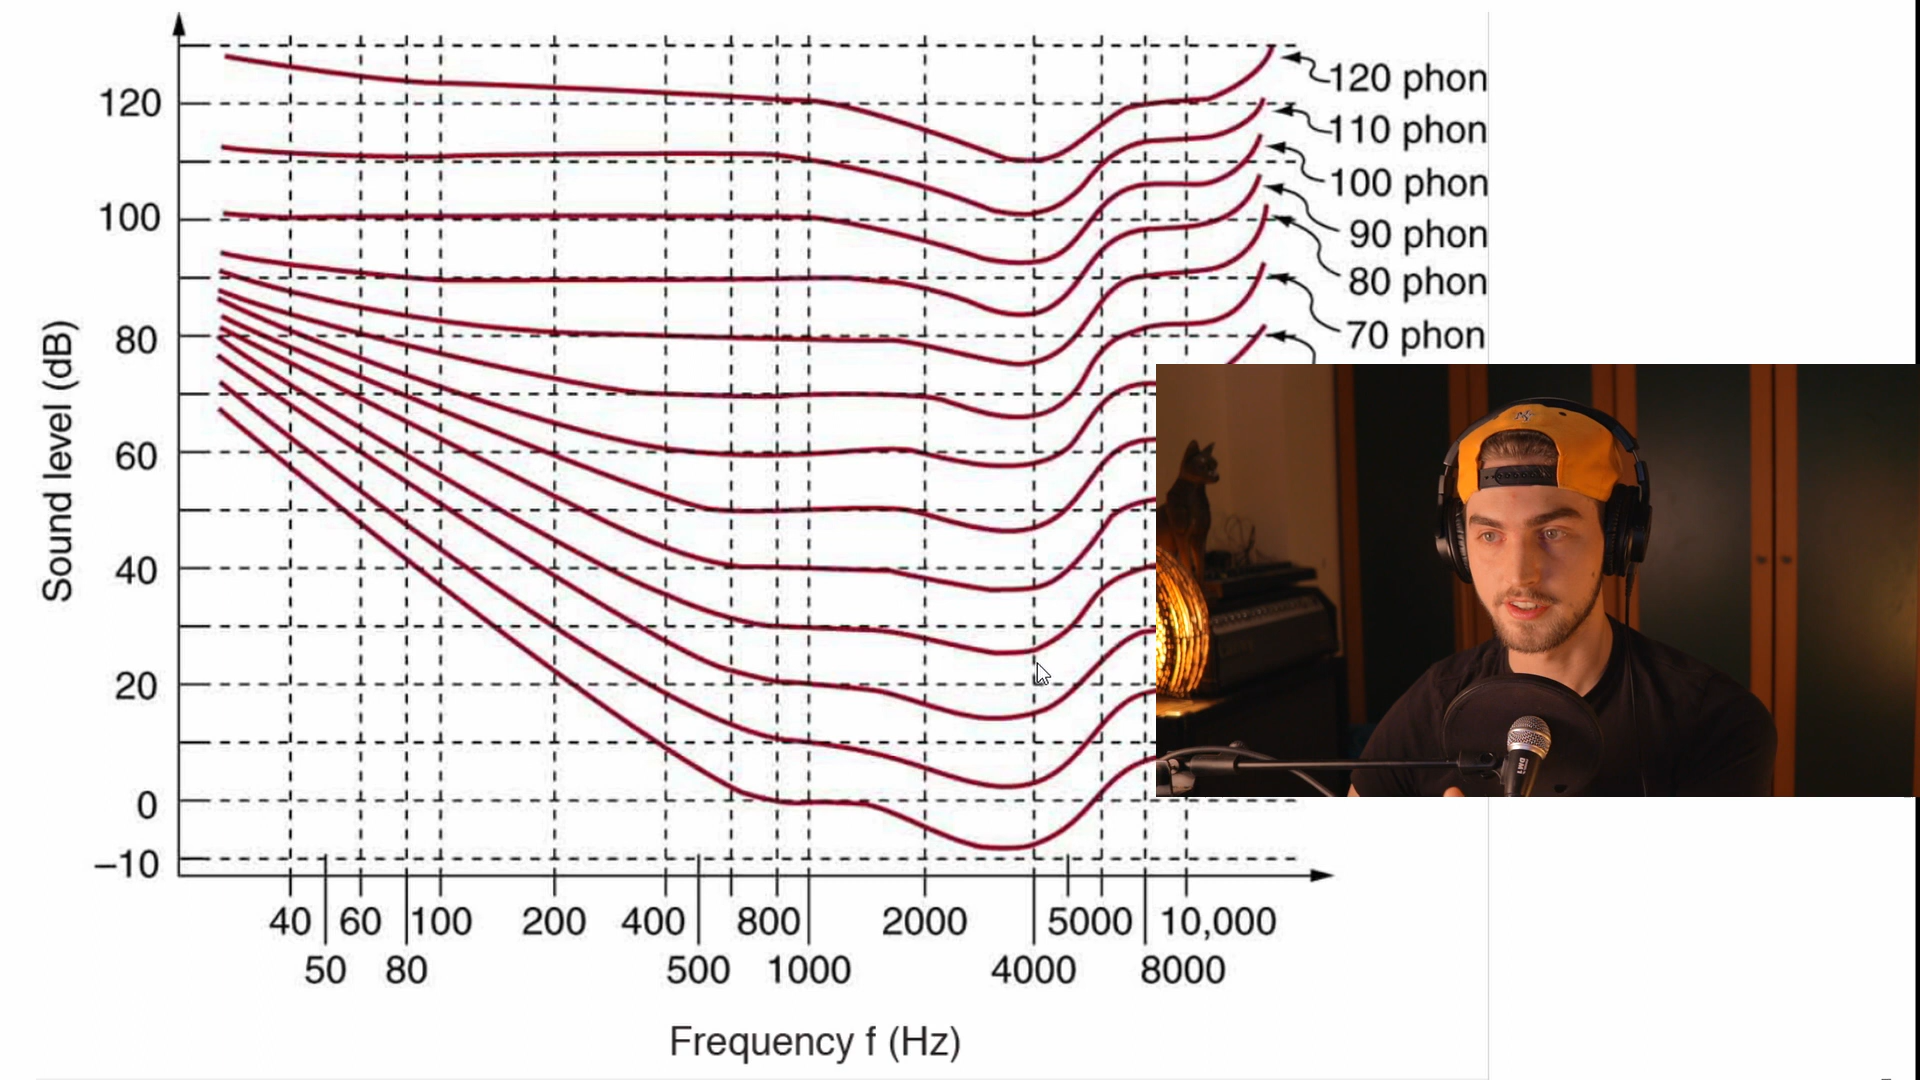 120 phon
110 phon
100 phon
90 phon
80 phon
70 phon
Sound level (dB)
120
100
80
60
40
20
0
–10
40 60 100 200 400 800 2000 5000 10,000
50 80 500 1000 4000 8000
Frequency f (Hz)